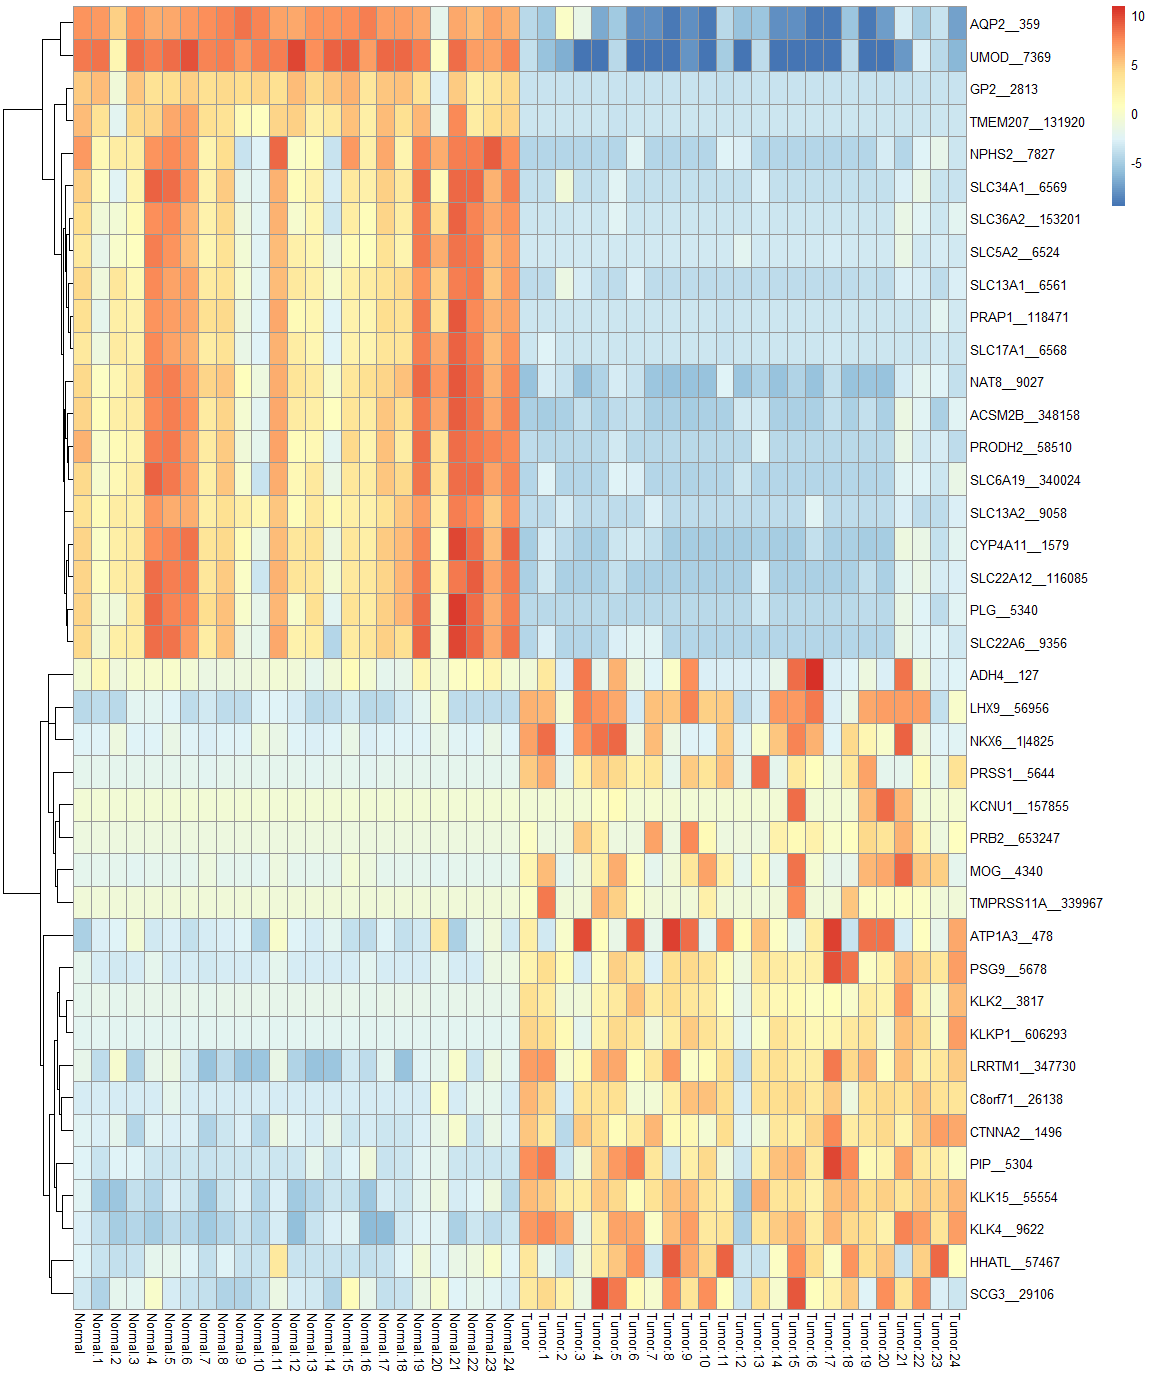 10
5
0
-5
AQP2__359
UMOD__7369
GP2__2813
TMEM207__131920
NPHS2__7827
SLC34A1__6569
SLC36A2__153201
SLC5A2__6524
SLC13A1__6561
PRAP1__118471
SLC17A1__6568
NAT8__9027
ACSM2B__348158
PRODH2__58510
SLC6A19__340024
SLC13A2__9058
CYP4A11__1579
SLC22A12__116085
PLG__5340
SLC22A6__9356
ADH4__127
LHX9__56956
NKX6__1|4825
PRSS1__5644
KCNU1__157855
PRB2__653247
MOG__4340
TMPRSS11A__339967
ATP1A3__478
PSG9__5678
KLK2__3817
KLKP1__606293
LRRTM1__347730
C8orf71__26138
CTNNA2__1496
PIP__5304
KLK15__55554
KLK4__9622
HHATL__57467
SCG3__29106
Normal
Normal.1
Normal.2
Normal.3
Normal.4
Normal.5
Normal.6
Normal.7
Normal.8
Normal.9
Normal.10
Normal.11
Normal.12
Normal.13
Normal.14
Normal.15
Normal.16
Normal.17
Normal.18
Normal.19
Normal.20
Normal.21
Normal.22
Normal.23
Normal.24
Tumor
Tumor.1
Tumor.2
Tumor.3
Tumor.4
Tumor.5
Tumor.6
Tumor.7
Tumor.8
Tumor.9
Tumor.10
Tumor.11
Tumor.12
Tumor.13
Tumor.14
Tumor.15
Tumor.16
Tumor.17
Tumor.18
Tumor.19
Tumor.20
Tumor.21
Tumor.22
Tumor.23
Tumor.24